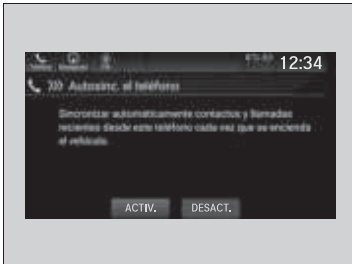 12:34
Autosinc. el teléfono
Sincronizar automáticamente contactos y llamadas
recientes desde este teléfono cada vez que se encienda
el vehículo.
ACTIV. DESACT.